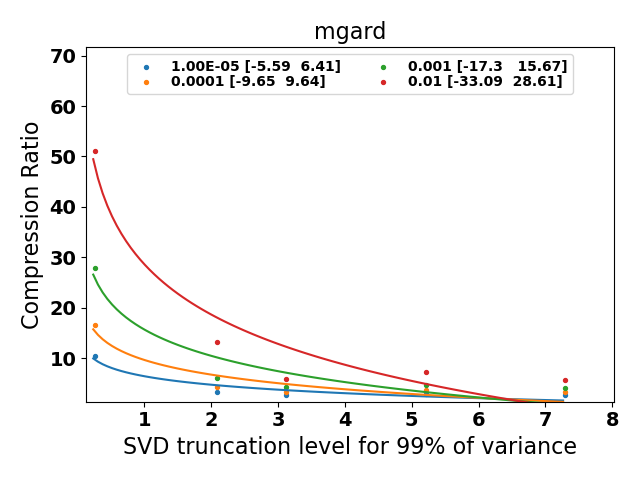 mgard
1.00E-05 [-5.59 6.41]
0.0001 [-9.65 9.64]
0.001 [-17.3 15.67]
0.01 [-33.09 28.61]
Compression Ratio
70
60
50
40
30
20
10
1 2 3 4 5 6 7 8
SVD truncation level for 99% of variance